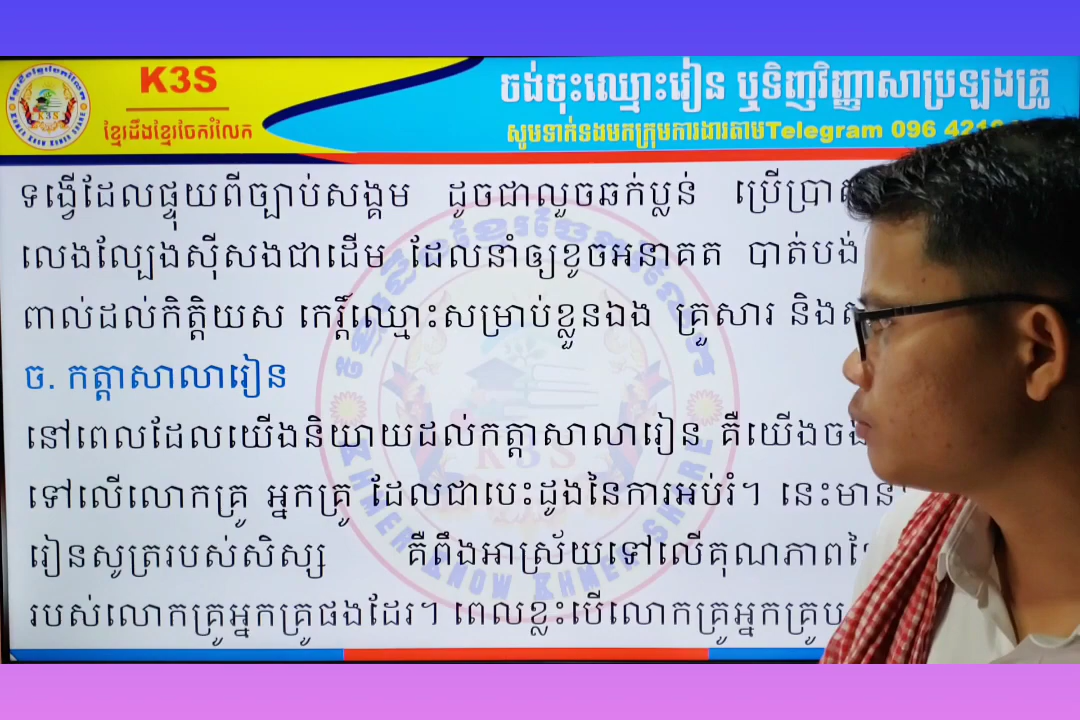 K3S
ខ្មែរដឹងខ្មែរចែករំលែក
ចង់ចុះឈ្មោះរៀន ឬទិញវិញ្ញាសាប្រឡងគ្រូ
សូមទាក់ទងមកក្រុមការងារតាមTelegram 096
ទង្វើដែលផ្ទុយពីច្បាប់សង្គម ដូចជាលួចឆក់ប្លន់
លេងល្បែងស៊ីសងជាដើម ដែលនាំឲ្យខូចអនាគត បាត់បង់
ពាល់ដល់កិត្តិយស កេរ្តិ៍ឈ្មោះសម្រាប់ខ្លួនឯង គ្រួសារ និង
ច. កត្តាសាលារៀន
នៅពេលដែលយើងនិយាយដល់កត្តាសាលារៀន គឺយើងចង់
ទៅលើលោកគ្រូ អ្នកគ្រូ ដែលជាបេះដូងនៃការអប់រំ។ នេះមាន
រៀនសូត្ររបស់សិស្ស គឺពឹងអាស្រ័យទៅលើគុណភាព
របស់លោកគ្រូអ្នកគ្រូផងដែរ។ ពេលខ្លះបើលោកគ្រូអ្នកគ្រូ